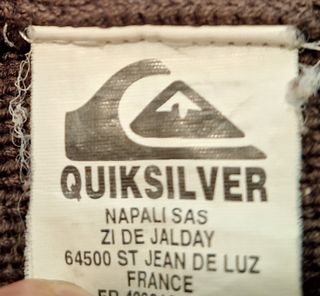 QUIKSILVER
NAPALI SAS
ZI DE JALDAY
64500 ST JEAN DE LUZ
FRANCE